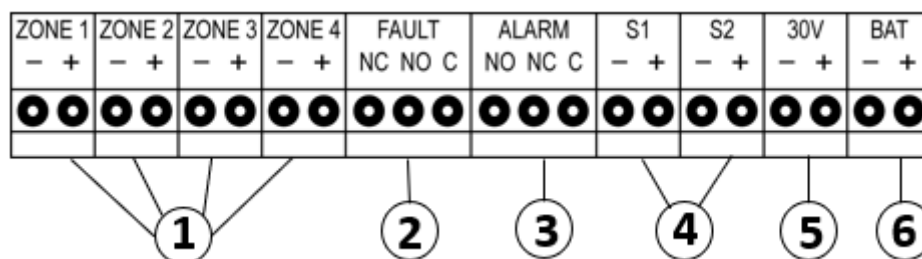 ZONE 1 ZONE 2 ZONE 3 ZONE 4 FAULT ALARM S1 S2 30V BAT
− + − + − + − + NC NO C NO NC C − + − + − + − +
1 2 3 4 5 6